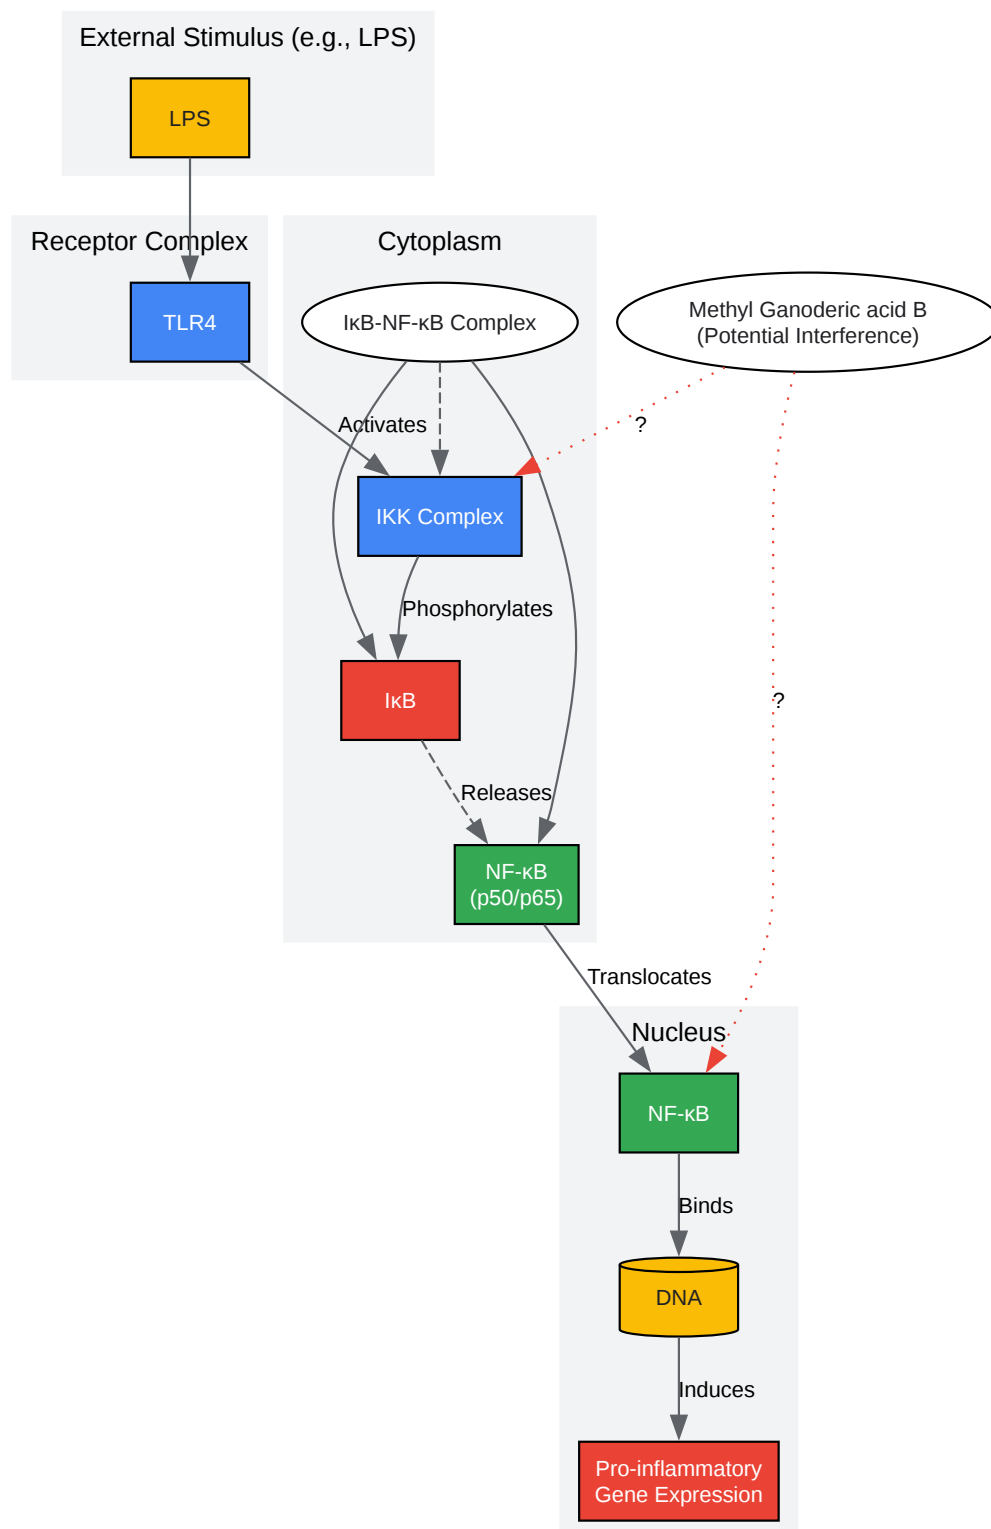 External Stimulus (e.g., LPS)
LPS
Receptor Complex
Cytoplasm
TLR4
IκB-NF-κB Complex
Methyl Ganoderic acid B
(Potential Interference)
Activates
?
IKK Complex
Phosphorylates
IκB
?
Releases
NF-κB
(p50/p65)
Translocates
Nucleus
NF-κB
Binds
DNA
Induces
Pro-inflammatory
Gene Expression